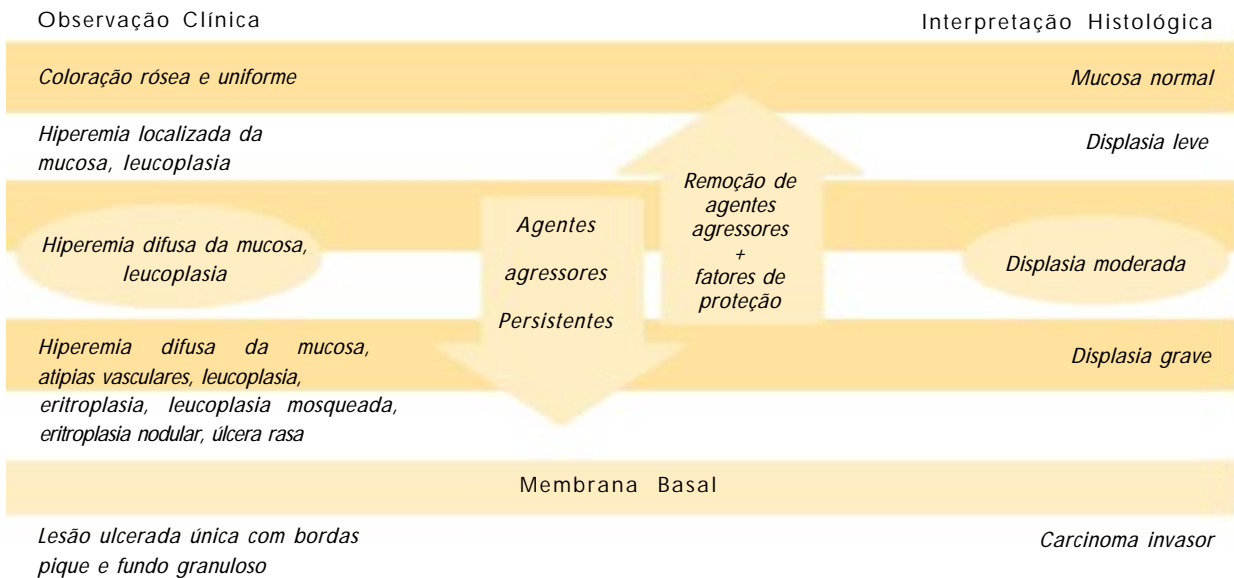 Observação Clínica
Interpretação Histológica
Coloração rósea e uniforme
Mucosa normal
Hiperemia localizada da
mucosa, leucoplasia
Displasia leve
Hiperemia difusa da mucosa,
leucoplasia
Agentes
agressores
Persistentes
Remoção de
agentes
agressores
+
fatores de
proteção
Displasia moderada
Hiperemia difusa da mucosa,
atipias vasculares, leucoplasia,
eritroplasia, leucoplasia mosqueada,
eritroplasia nodular, úlcera rasa
Displasia grave
Membrana Basal
Lesão ulcerada única com bordas
pique e fundo granuloso
Carcinoma invasor